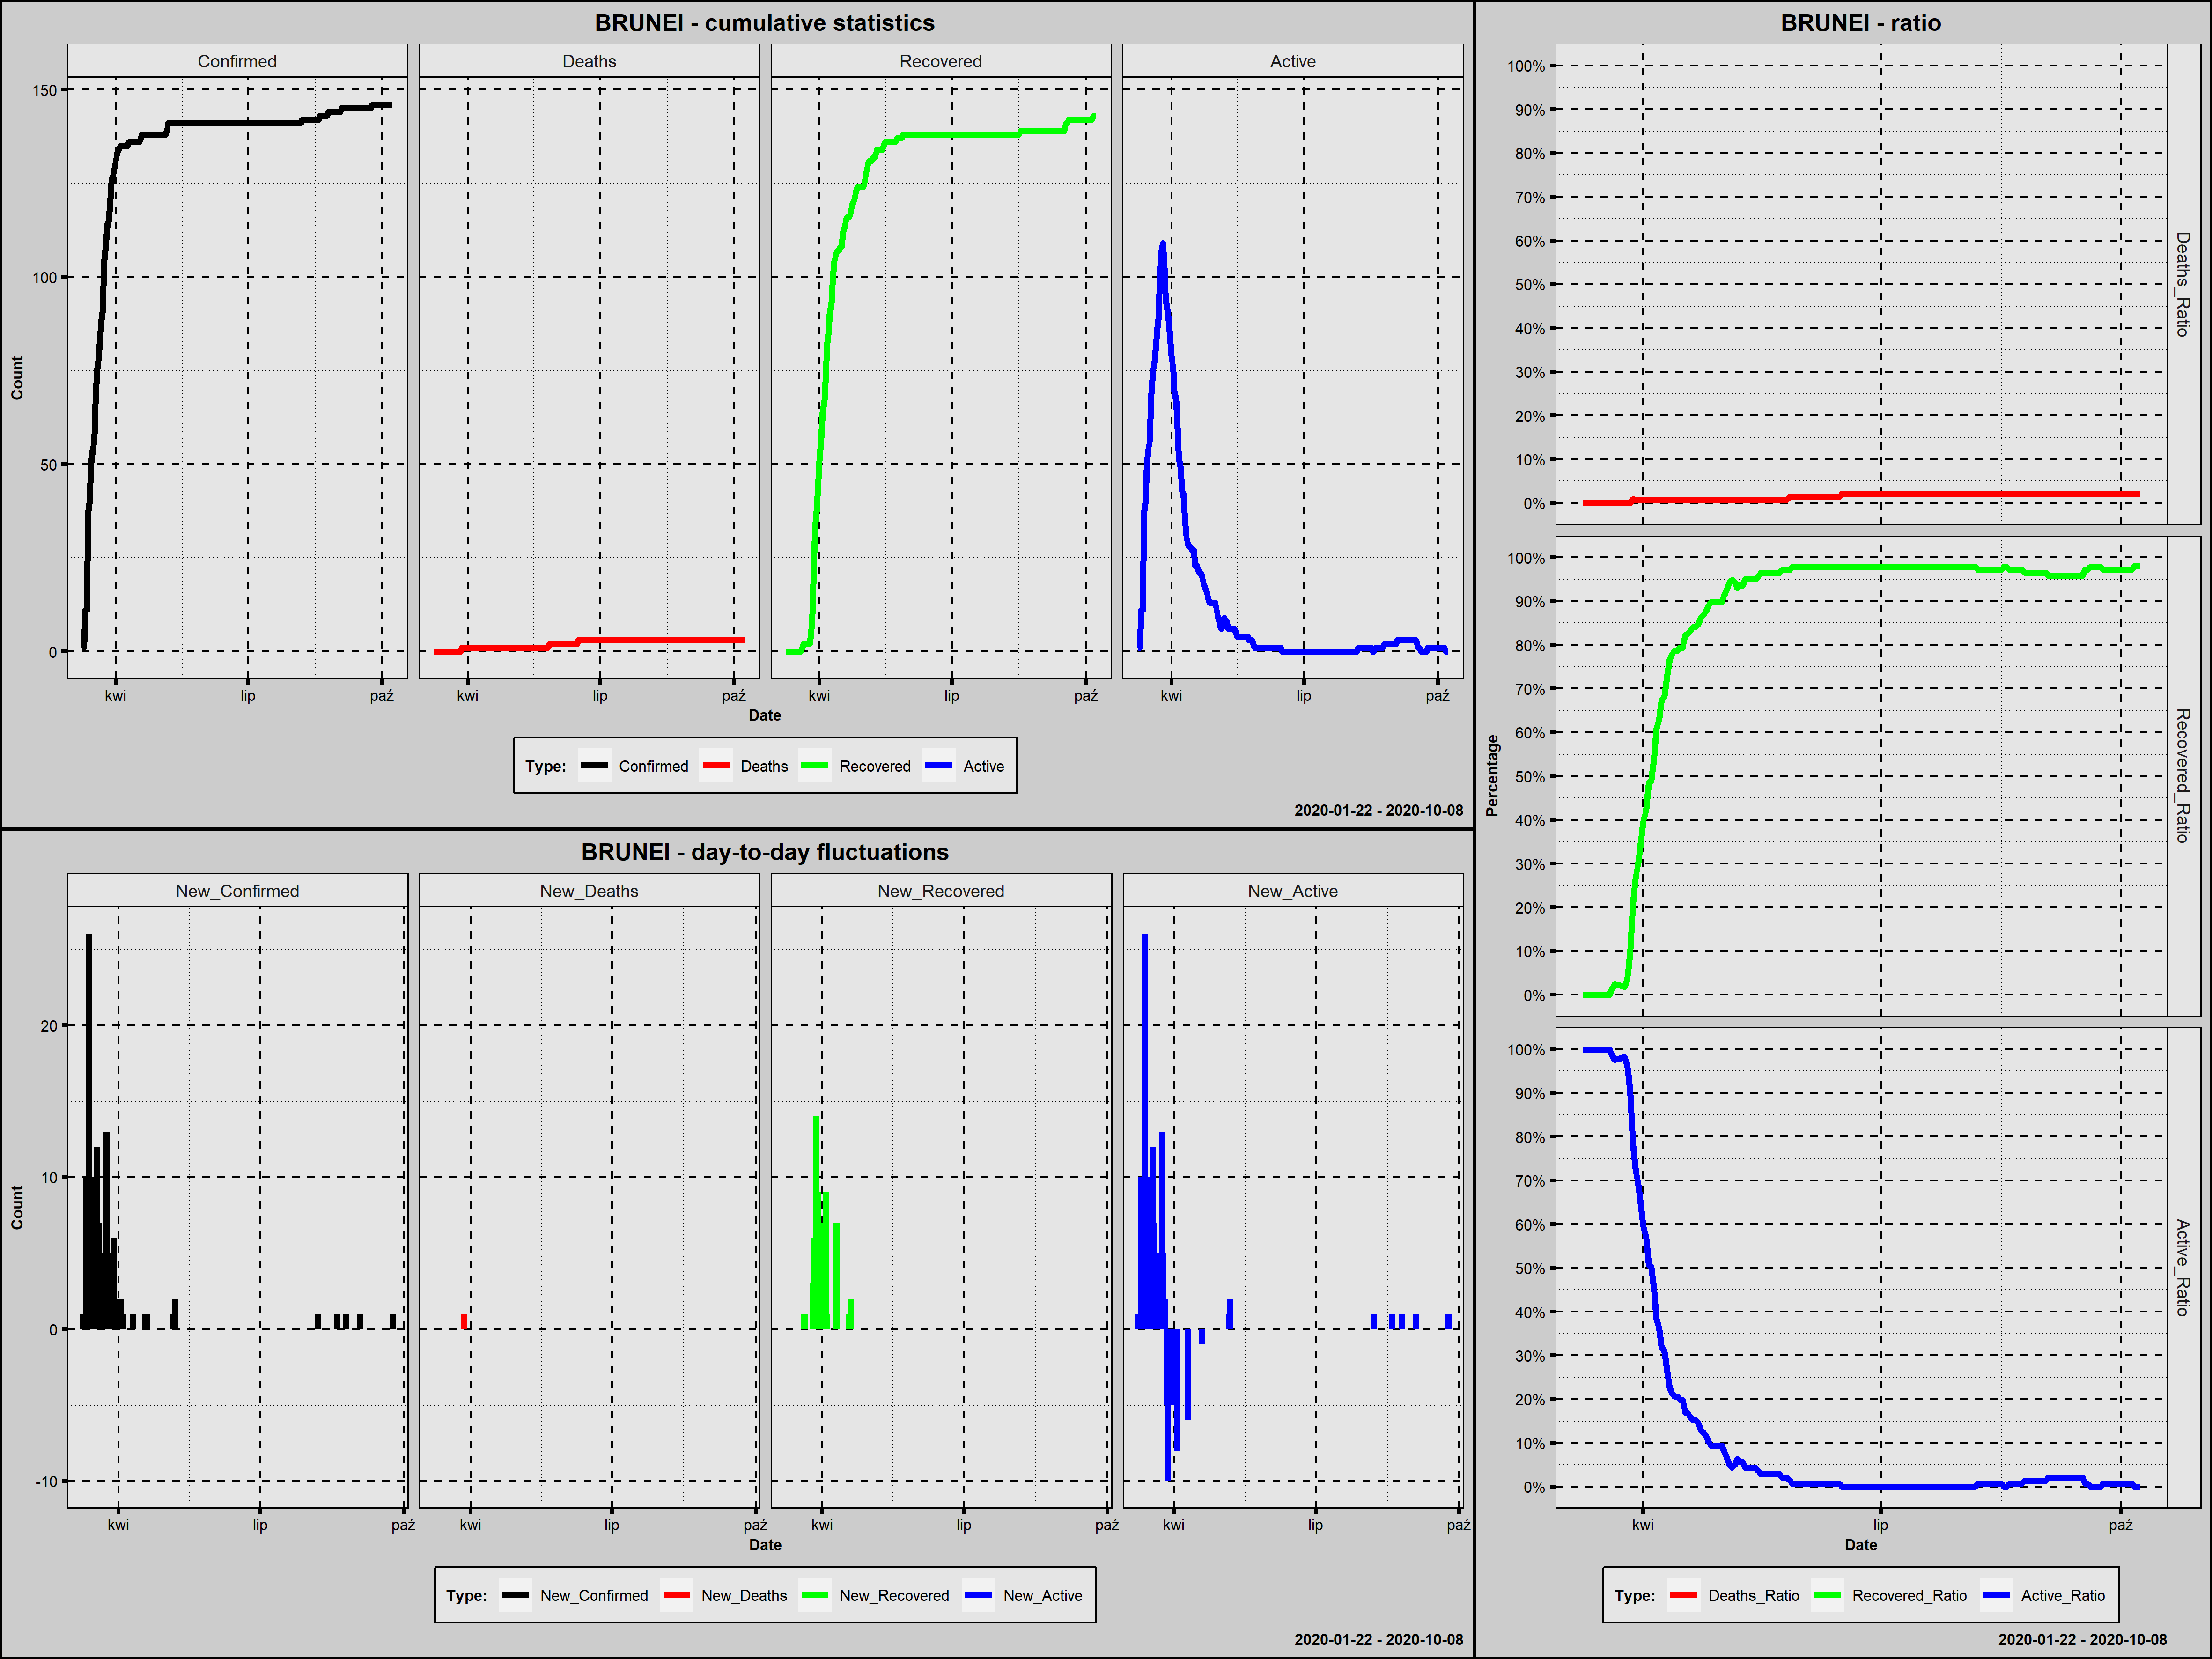 BRUNEI - cumulative statistics
Confirmed Deaths Recovered Active
150
100
50
0
Count
kwi lip paź kwi lip paź kwi lip paź kwi lip paź
Date
Type: Confirmed Deaths Recovered Active
2020-01-22 - 2020-10-08
BRUNEI - day-to-day fluctuations
New_Confirmed New_Deaths New_Recovered New_Active
20
10
0
-10
Count
kwi lip paź kwi lip paź kwi lip paź kwi lip paź
Date
Type: New_Confirmed New_Deaths New_Recovered New_Active
2020-01-22 - 2020-10-08
BRUNEI - ratio
100%
90%
80%
70%
60%
50%
40%
30%
20%
10%
0%
Deaths_Ratio
100%
90%
80%
70%
60%
50%
40%
30%
20%
10%
0%
Recovered_Ratio
Percentage
100%
90%
80%
70%
60%
50%
40%
30%
20%
10%
0%
Active_Ratio
kwi lip paź
Date
Type: Deaths_Ratio Recovered_Ratio Active_Ratio
2020-01-22 - 2020-10-08